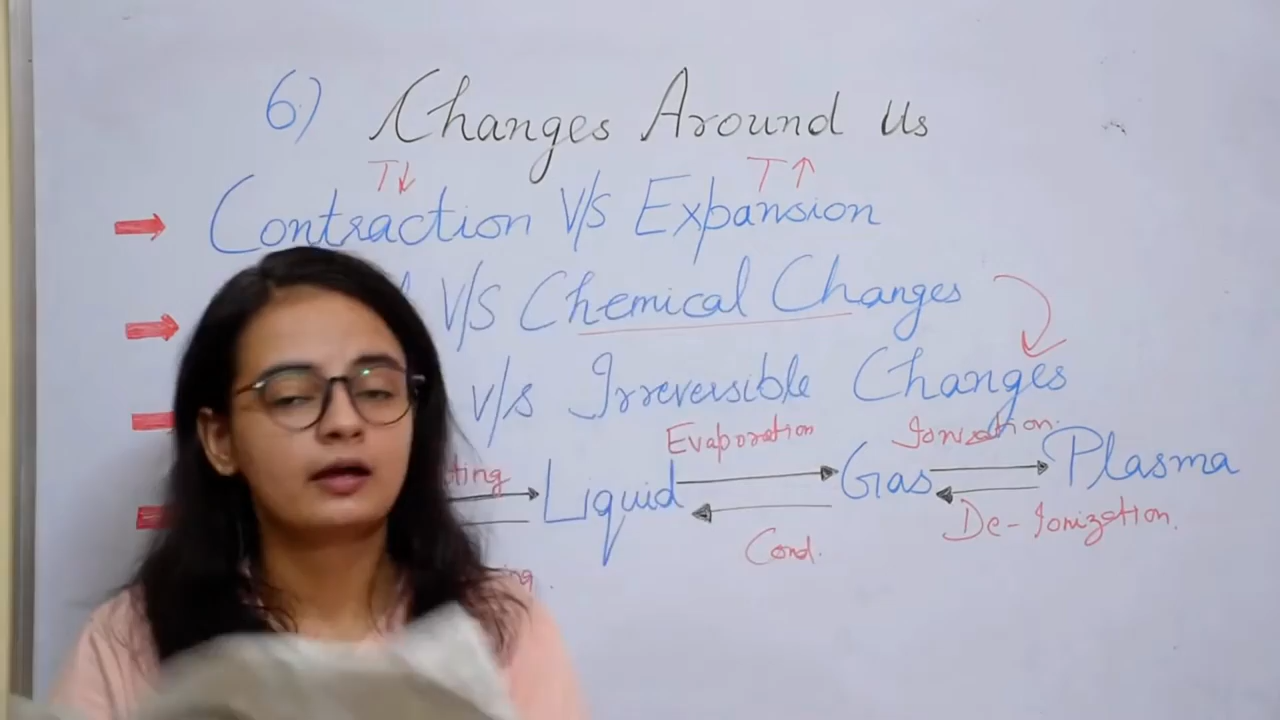 6) Changes Around Us
T↓ T↑
Contraction V/S Expansion
V/S Chemical Changes
V/S Irreversible Changes
Evaporation Ionization
Liquid Gas Plasma
Cond. De-Ionization.